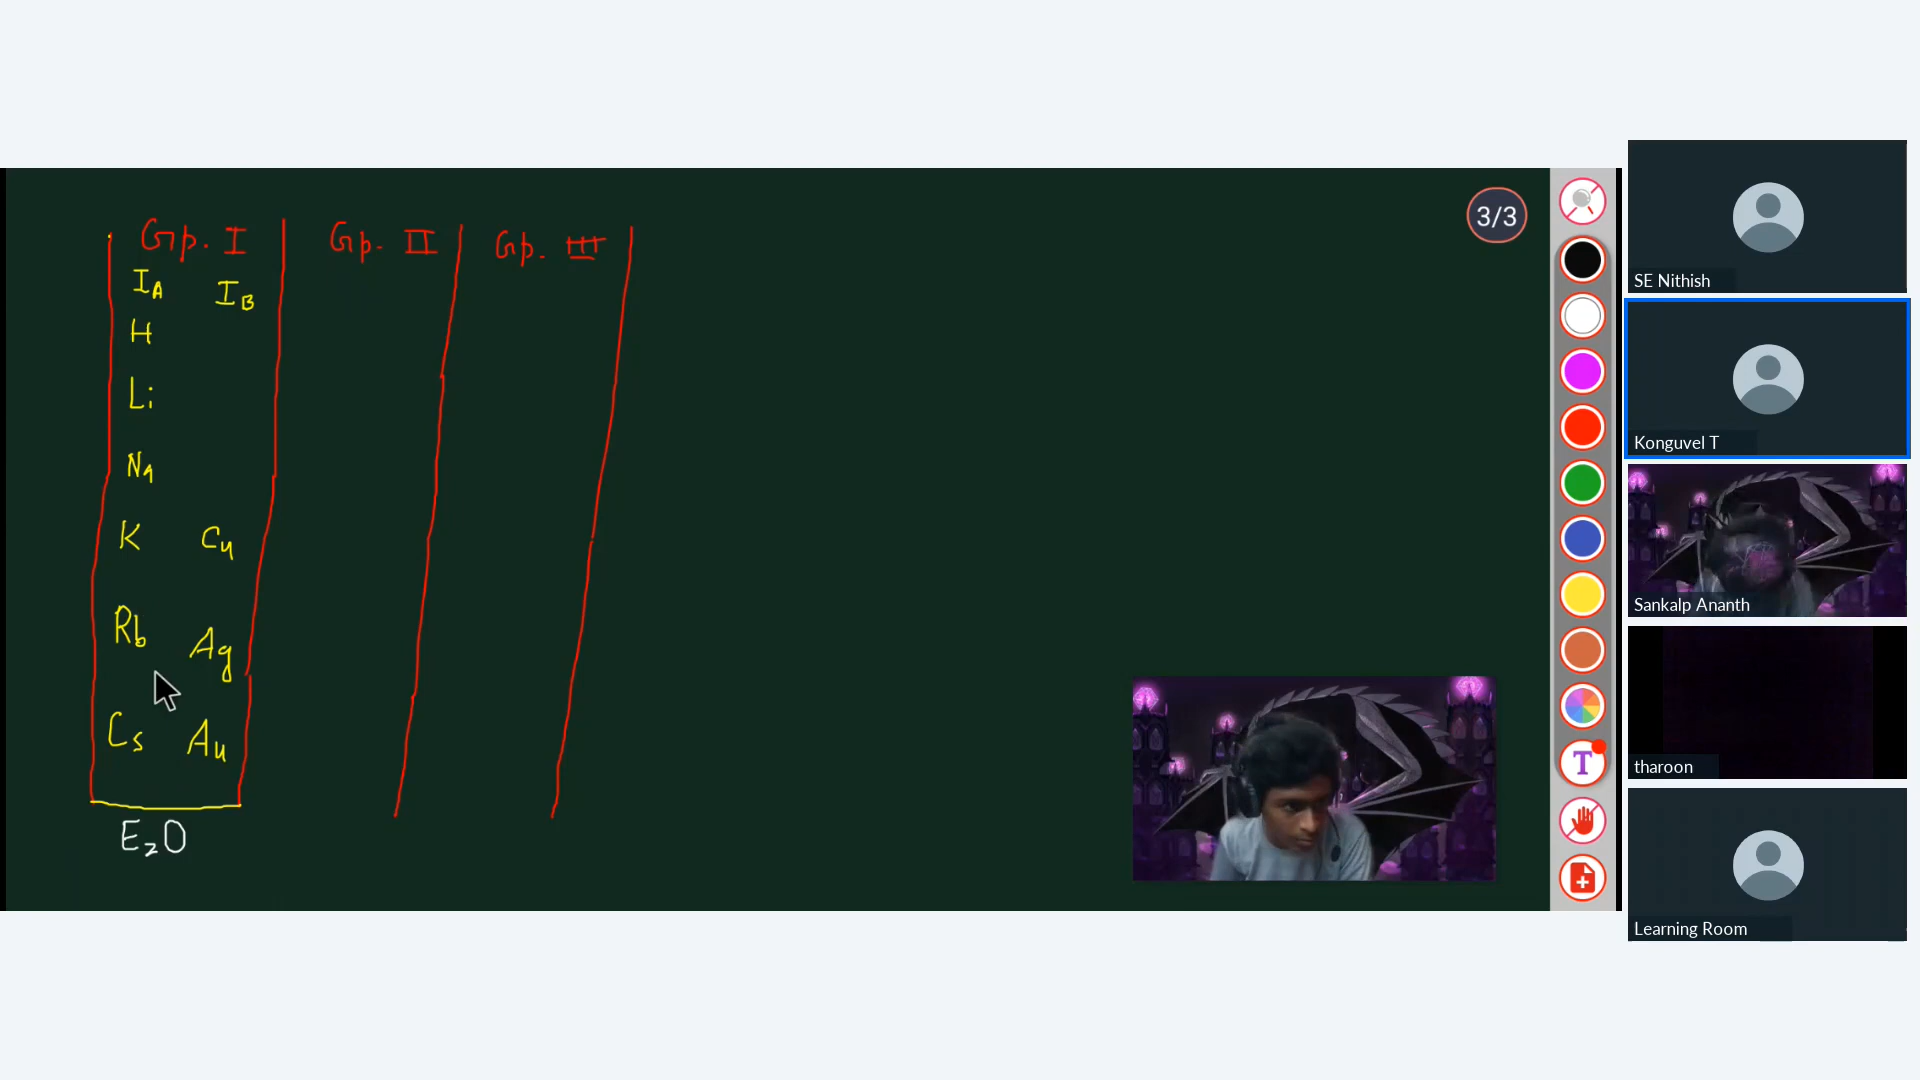 Gp. I Gp. II Gp. III
IA IB
H
Li
Na
K Cu
Rb Ag
Cs Au
E₂O
3/3
T
SE Nithish
Konguvel T
Sankalp Ananth
tharoon
Learning Room